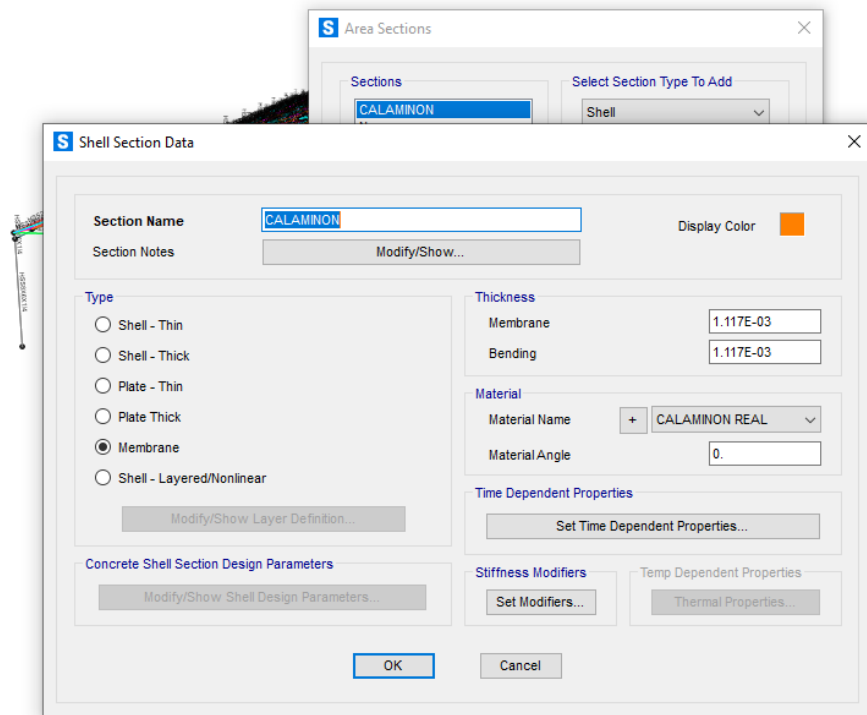 S Area Sections
Sections
Select Section Type To Add
CALAMINON
Shell
S Shell Section Data
Section Name
CALAMINON
Display Color
Section Notes
Modify/Show...
Type
Shell - Thin
Shell - Thick
Plate - Thin
Plate Thick
Membrane
Shell - Layered/Nonlinear
Modify/Show Layer Definition...
Concrete Shell Section Design Parameters
Modify/Show Shell Design Parameters...
Thickness
Membrane
1.117E-03
Bending
1.117E-03
Material
Material Name
+
CALAMINON REAL
Material Angle
0.
Time Dependent Properties
Set Time Dependent Properties...
Stiffness Modifiers
Set Modifiers...
Temp Dependent Properties
Thermal Properties...
OK
Cancel